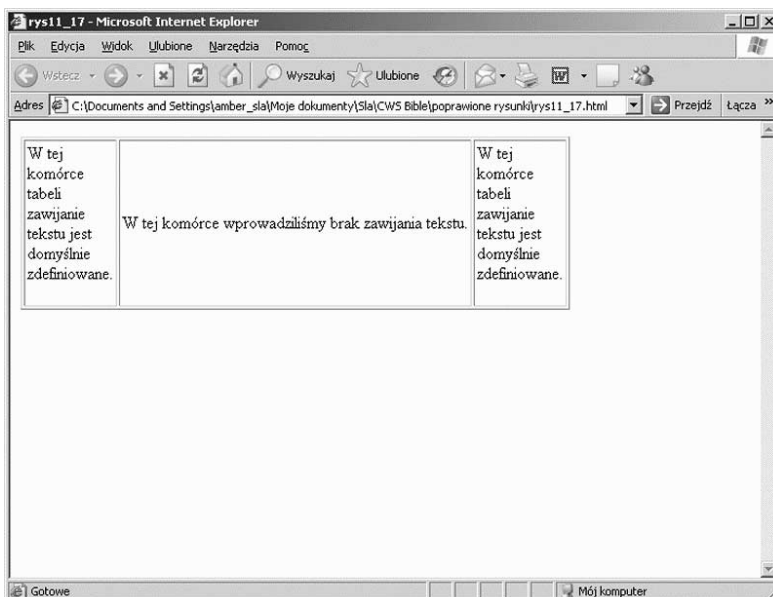 rys11_17 - Microsoft Internet Explorer
Plik Edycja Widok Ulubione Narzędzia Pomoc
Wstecz Wyszukaj Ulubione
Adres C:\Documents and Settings\amber_sla\Moje dokumenty\Sla\CWS Bible\poprawione rysunki\rys11_17.html Przejdź Łącza »
W tej
komórce
tabeli
zawijanie
tekstu jest
domyślnie
zdefiniowane.
W tej komórce wprowadziliśmy brak zawijania tekstu.
W tej
komórce
tabeli
zawijanie
tekstu jest
domyślnie
zdefiniowane.
Gotowe Mój komputer